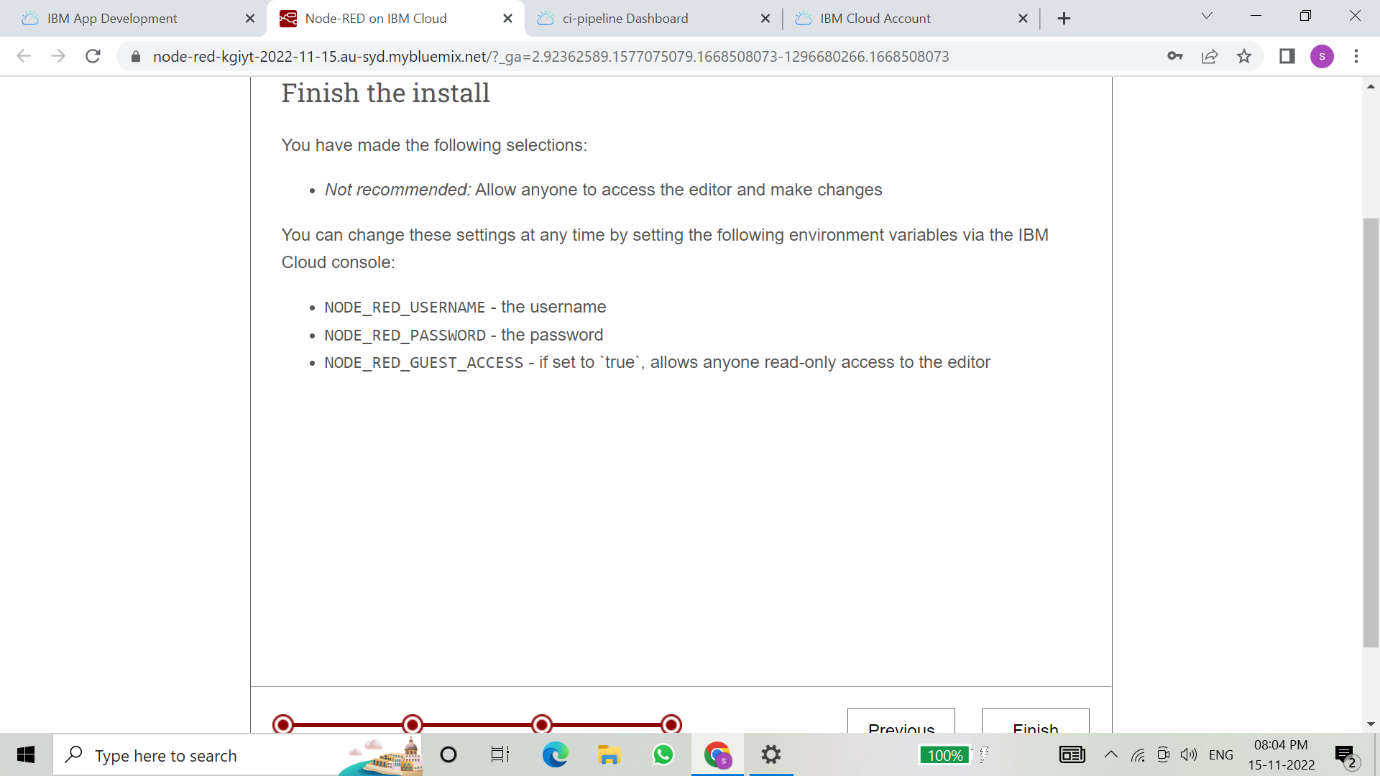 IBM App Development
Node-RED on IBM Cloud
ci-pipeline Dashboard
IBM Cloud Account
node-red-kgiyt-2022-11-15.au-syd.mybluemix.net/?_ga=2.92362589.1577075079.1668508073-1296680266.1668508073
s
Finish the install
You have made the following selections:
• Not recommended: Allow anyone to access the editor and make changes
You can change these settings at any time by setting the following environment variables via the IBM
Cloud console:
• NODE_RED_USERNAME - the username
• NODE_RED_PASSWORD - the password
• NODE_RED_GUEST_ACCESS - if set to `true`, allows anyone read-only access to the editor
Previous
Finish
Type here to search
s
100%
ENG
08:04 PM
15-11-2022
2